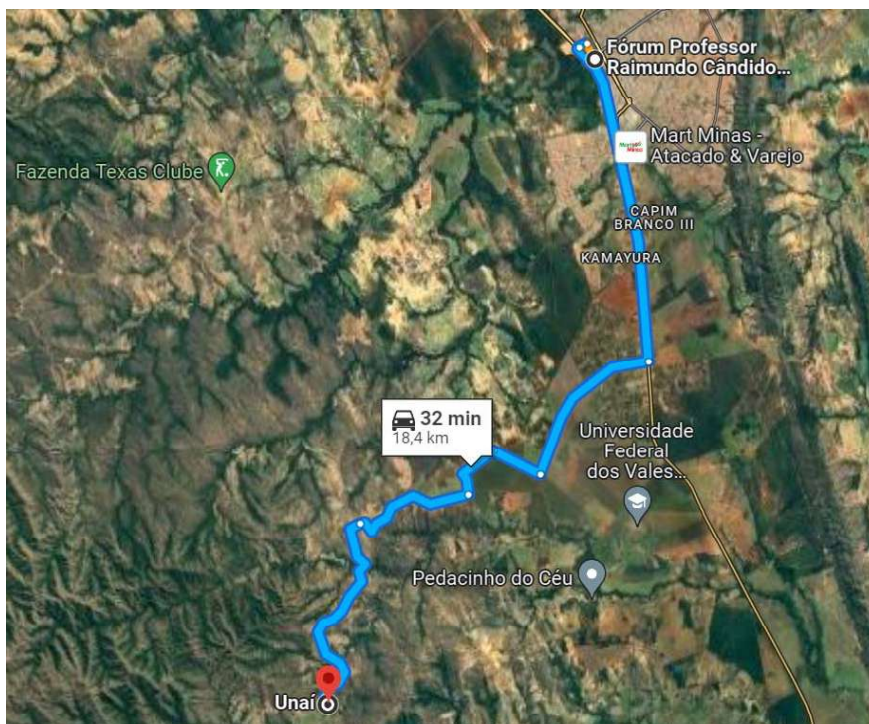 Fórum Professor
Raimundo Cândido...
Mart Minas -
Atacado & Varejo
Fazenda Texas Clube
CAPIM
BRANCO III
KAMAYURA
32 min
18,4 km
Universidade
Federal
dos Vales...
Pedacinho do Céu
Unaí